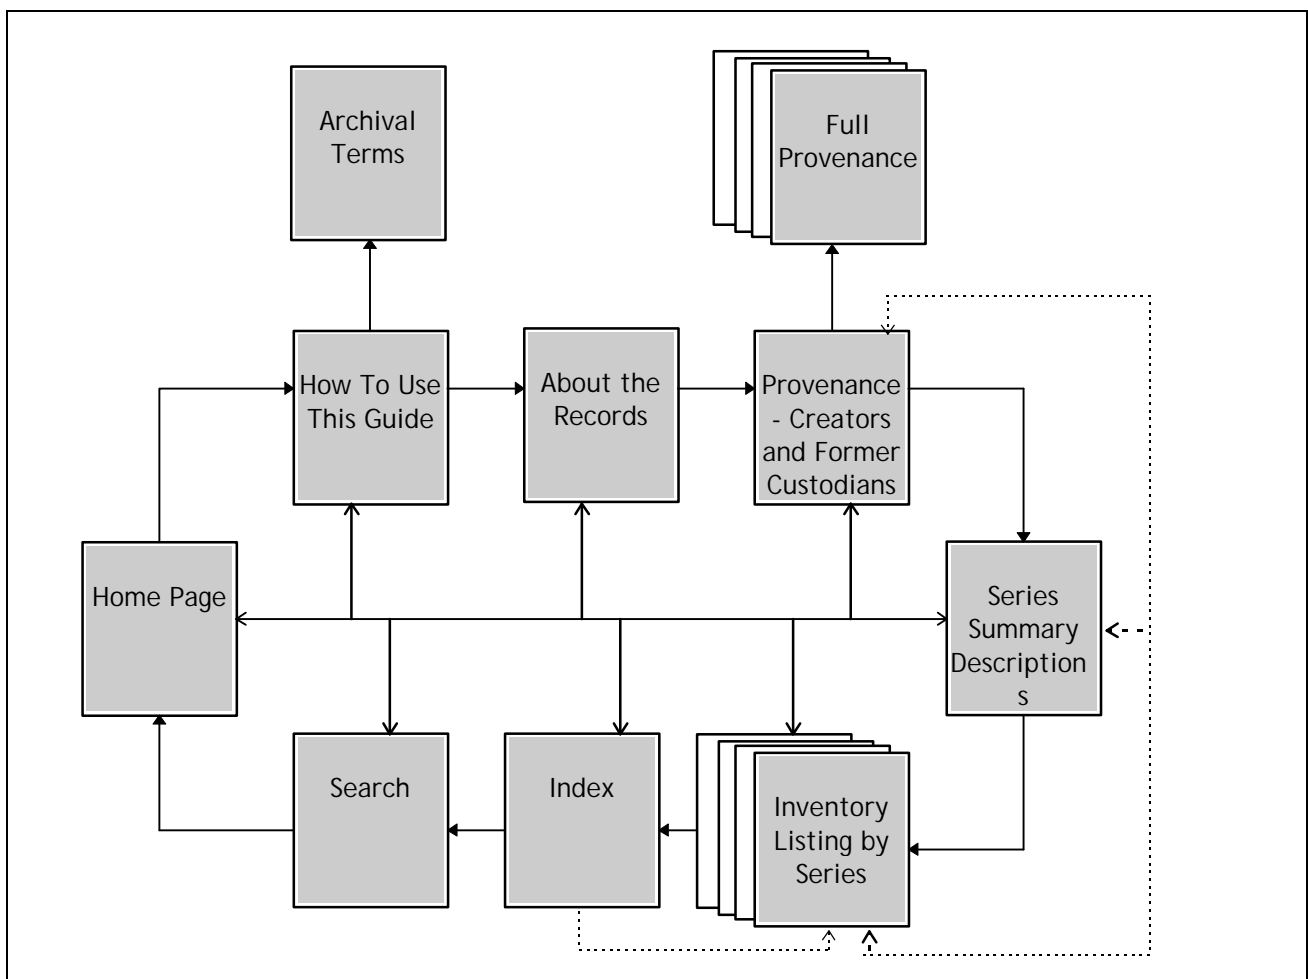 Archival
Terms
Full
Provenance
How To Use
This Guide
About the
Records
Provenance
- Creators
and Former
Custodians
Home Page
Series
Summary
Description
s
Search
Index
Inventory
Listing by
Series